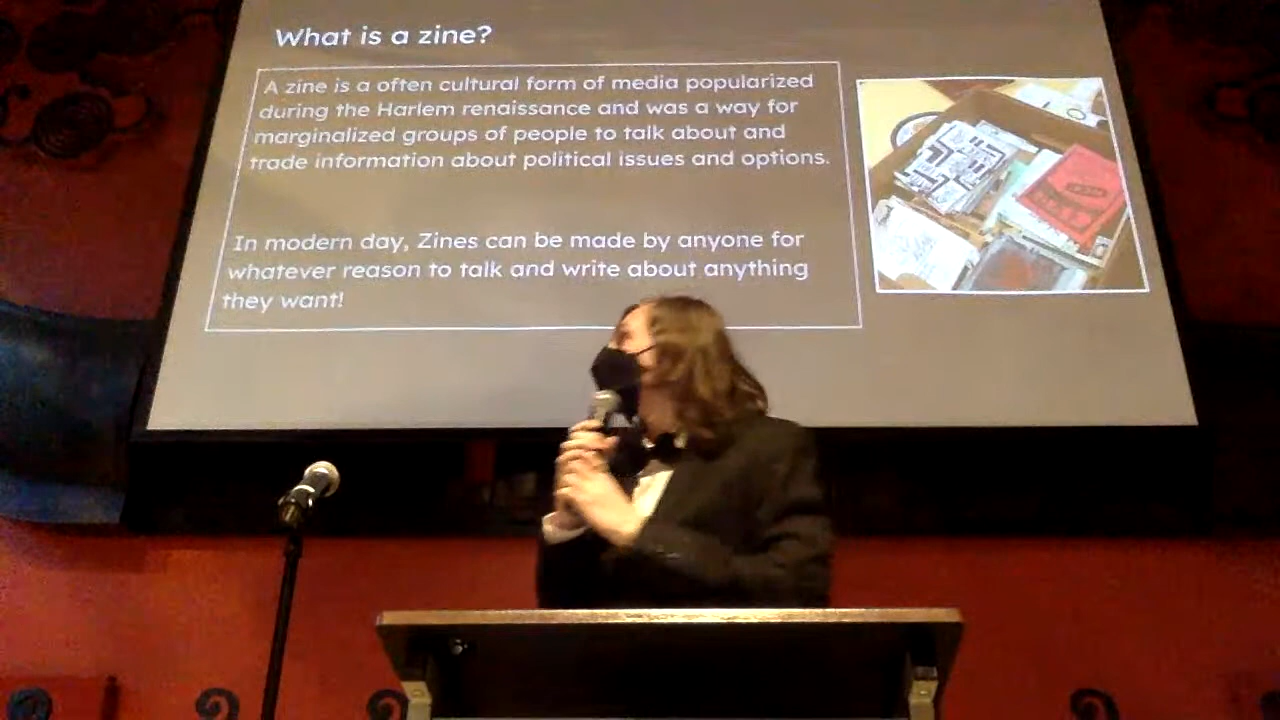 What is a zine?
A zine is a often cultural form of media popularized
during the Harlem renaissance and was a way for
marginalized groups of people to talk about and
trade information about political issues and options.
In modern day, Zines can be made by anyone for
whatever reason to talk and write about anything
they want!